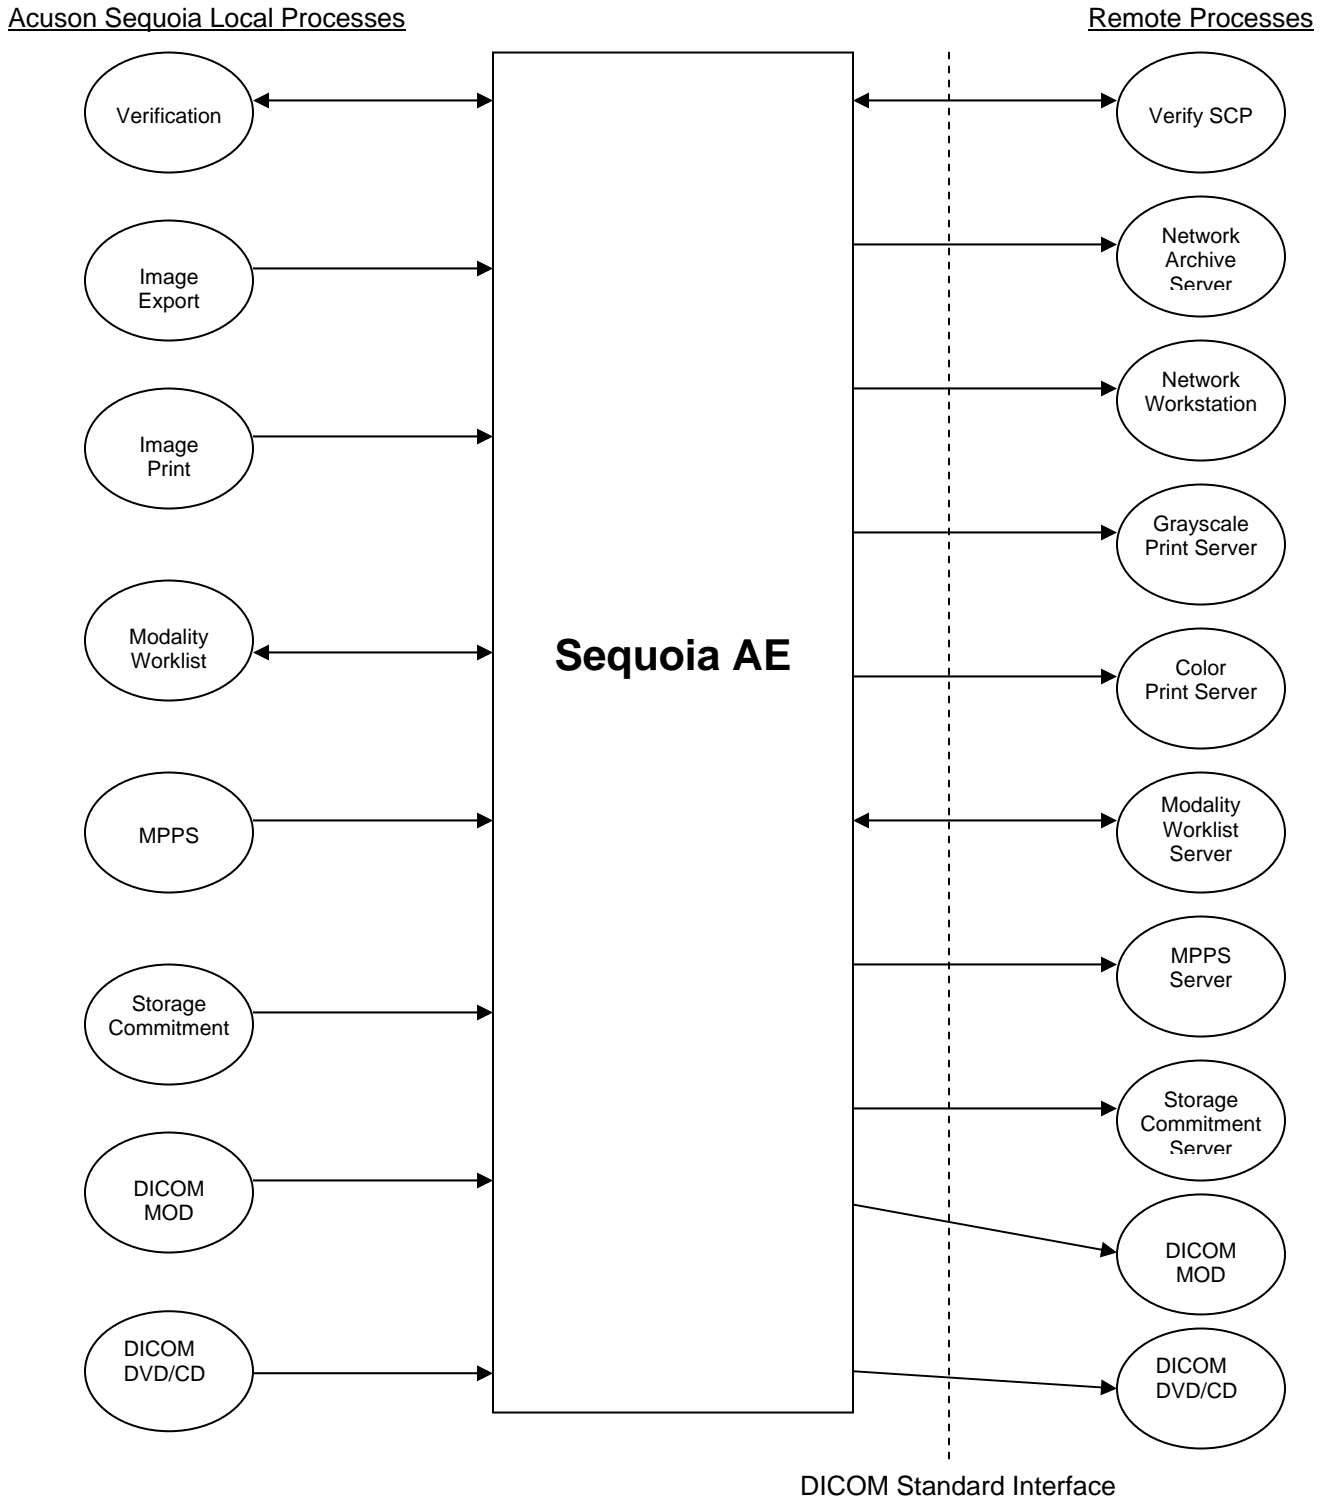 Acuson Sequoia Local Processes
Remote Processes
Verification
Verify SCP
Image
Export
Network
Archive
Server
Image
Print
Network
Workstation
Grayscale
Print Server
Modality
Worklist
Sequoia AE
Color
Print Server
MPPS
Modality
Worklist
Server
Storage
Commitment
MPPS
Server
Storage
Commitment
Server
DICOM
MOD
DICOM
MOD
DICOM
DVD/CD
DICOM
DVD/CD
DICOM Standard Interface